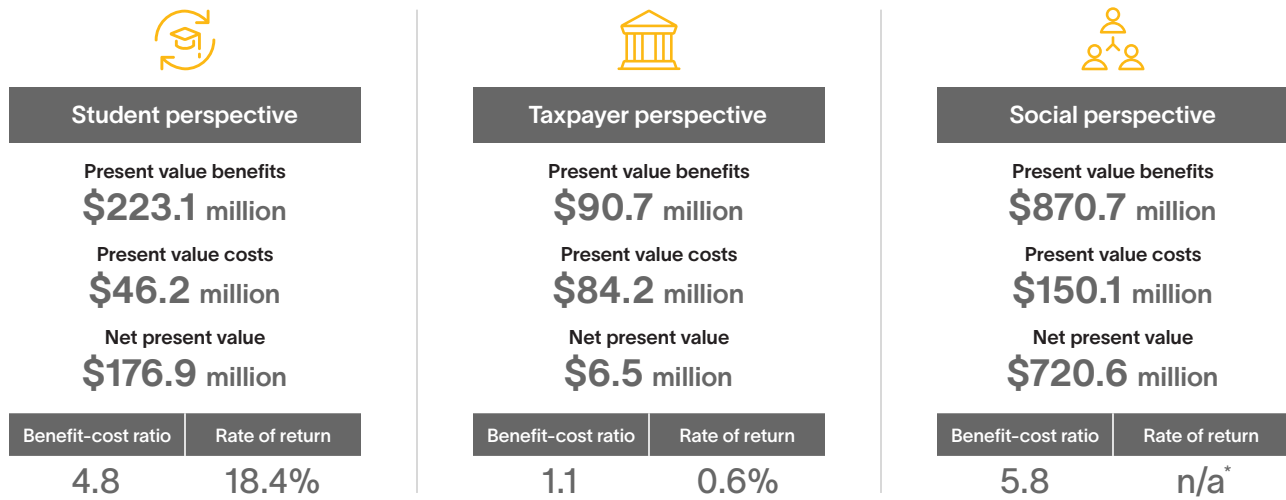 Student perspective
Present value benefits
$223.1 million
Present value costs
$46.2 million
Net present value
$176.9 million
Benefit-cost ratio
Rate of return
4.8
18.4%
Taxpayer perspective
Present value benefits
$90.7 million
Present value costs
$84.2 million
Net present value
$6.5 million
Benefit-cost ratio
Rate of return
1.1
0.6%
Social perspective
Present value benefits
$870.7 million
Present value costs
$150.1 million
Net present value
$720.6 million
Benefit-cost ratio
Rate of return
5.8
n/a*